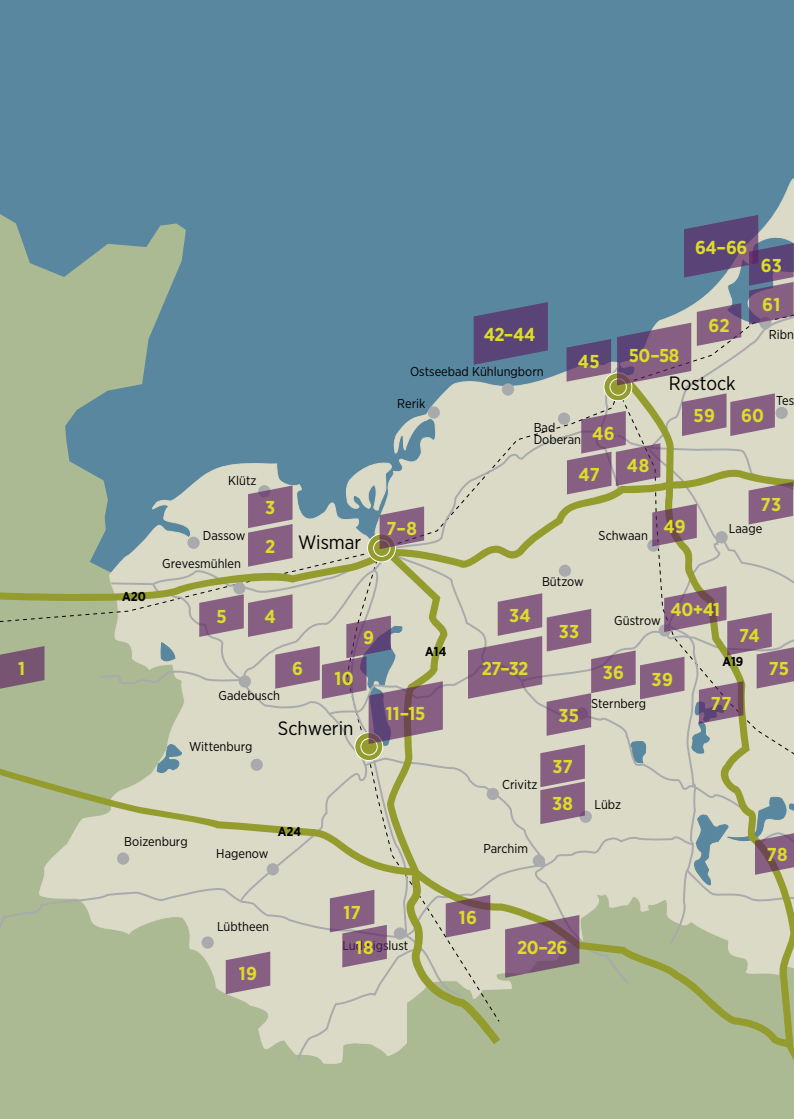 64–66
63
61
62
Ribn
42–44
45
50–58
Ostseebad Kühlungborn
Rostock
Rerik
59
60
Tes
Bad
Doberan
46
47
48
Klütz
3
73
7–8
49
Dassow
2
Wismar
Schwaan
Laage
Grevesmühlen
Bützow
A20
5
4
34
33
Güstrow
40+41
74
9
A14
A19
1
6
10
27–32
36
39
75
Gadebusch
11–15
35
Sternberg
77
Schwerin
Wittenburg
37
Crivitz
38
Lübz
A24
Boizenburg
Hagenow
Parchim
78
17
16
Lübtheen
18
Ludwigslust
20–26
19